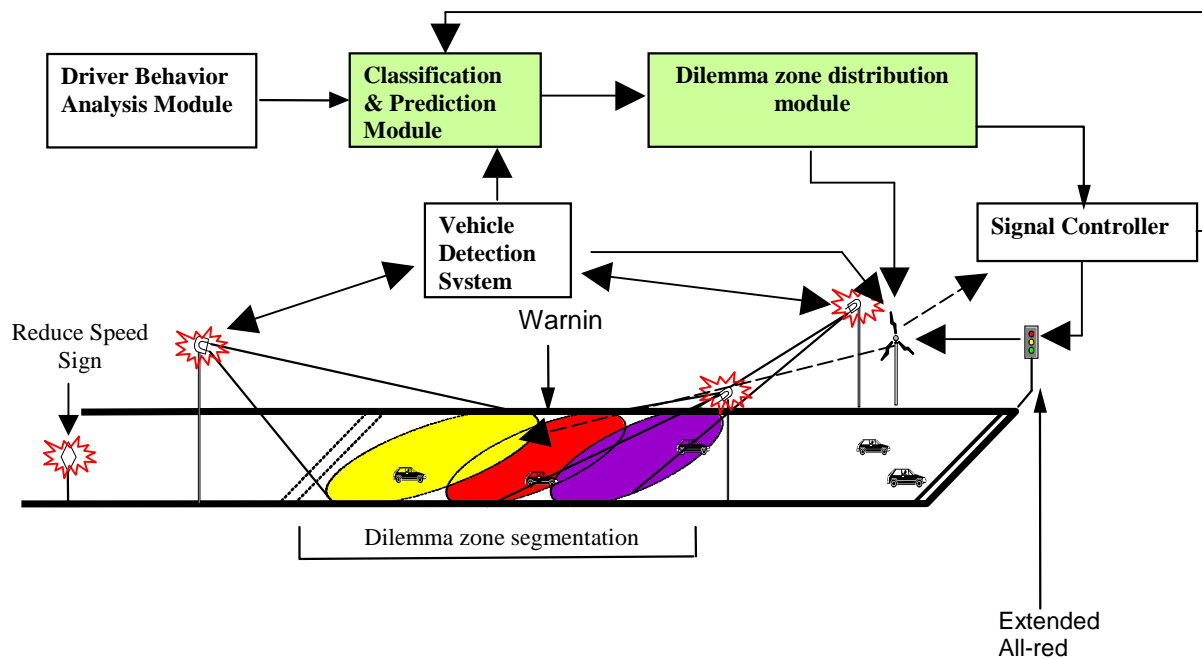 Driver Behavior
Analysis Module
Classification
& Prediction
Module
Dilemma zone distribution
module
Vehicle
Detection
System
Signal Controller
Reduce Speed
Sign
Warnin
Dilemma zone segmentation
Extended
All-red